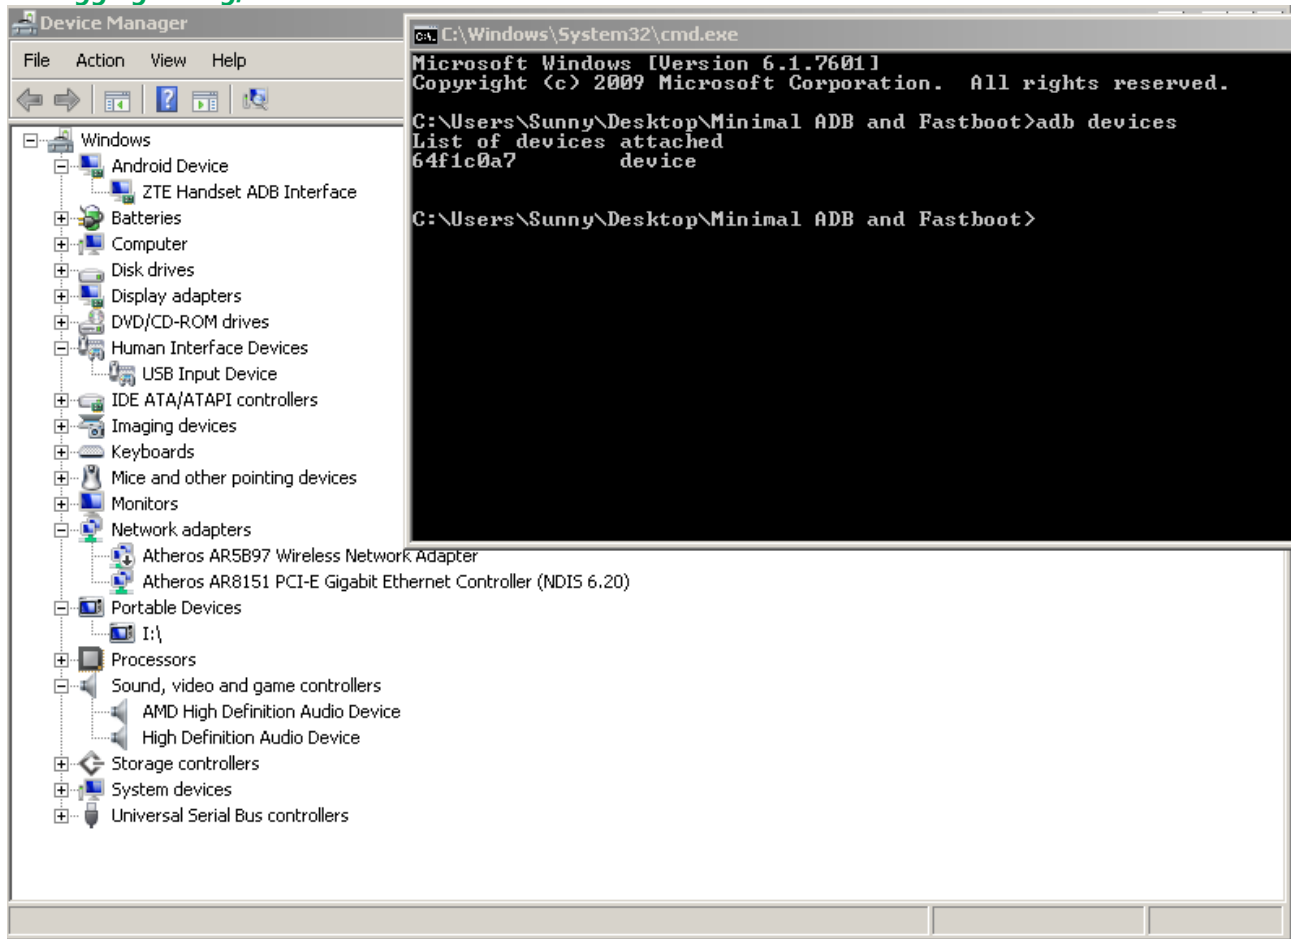 Device Manager
File Action View Help
Windows
Android Device
ZTE Handset ADB Interface
Batteries
Computer
Disk drives
Display adapters
DVD/CD-ROM drives
Human Interface Devices
USB Input Device
IDE ATA/ATAPI controllers
Imaging devices
Keyboards
Mice and other pointing devices
Monitors
Network adapters
Atheros AR5B97 Wireless Network Adapter
Atheros AR8151 PCI-E Gigabit Ethernet Controller (NDIS 6.20)
Portable Devices
I:\
Processors
Sound, video and game controllers
AMD High Definition Audio Device
High Definition Audio Device
Storage controllers
System devices
Universal Serial Bus controllers
C:\Windows\System32\cmd.exe
Microsoft Windows [Version 6.1.7601]
Copyright (c) 2009 Microsoft Corporation. All rights reserved.
C:\Users\Sunny\Desktop\Minimal ADB and Fastboot>adb devices
List of devices attached
64f1c0a7 device
C:\Users\Sunny\Desktop\Minimal ADB and Fastboot>